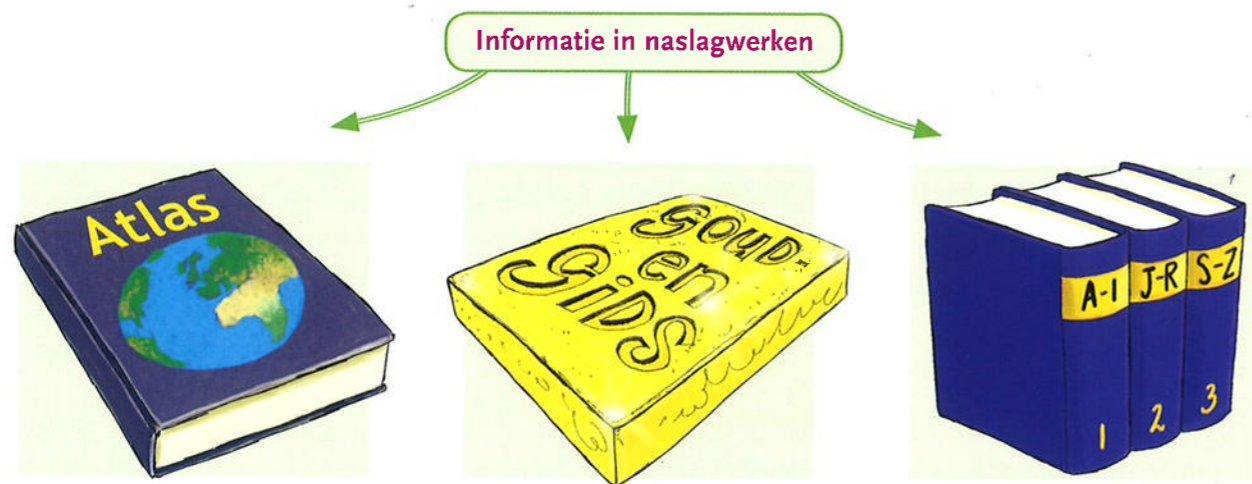 Informatie in naslagwerken
Atlas
GOUD
en
GIDS
A-I
J-R
S-Z
1
2
3